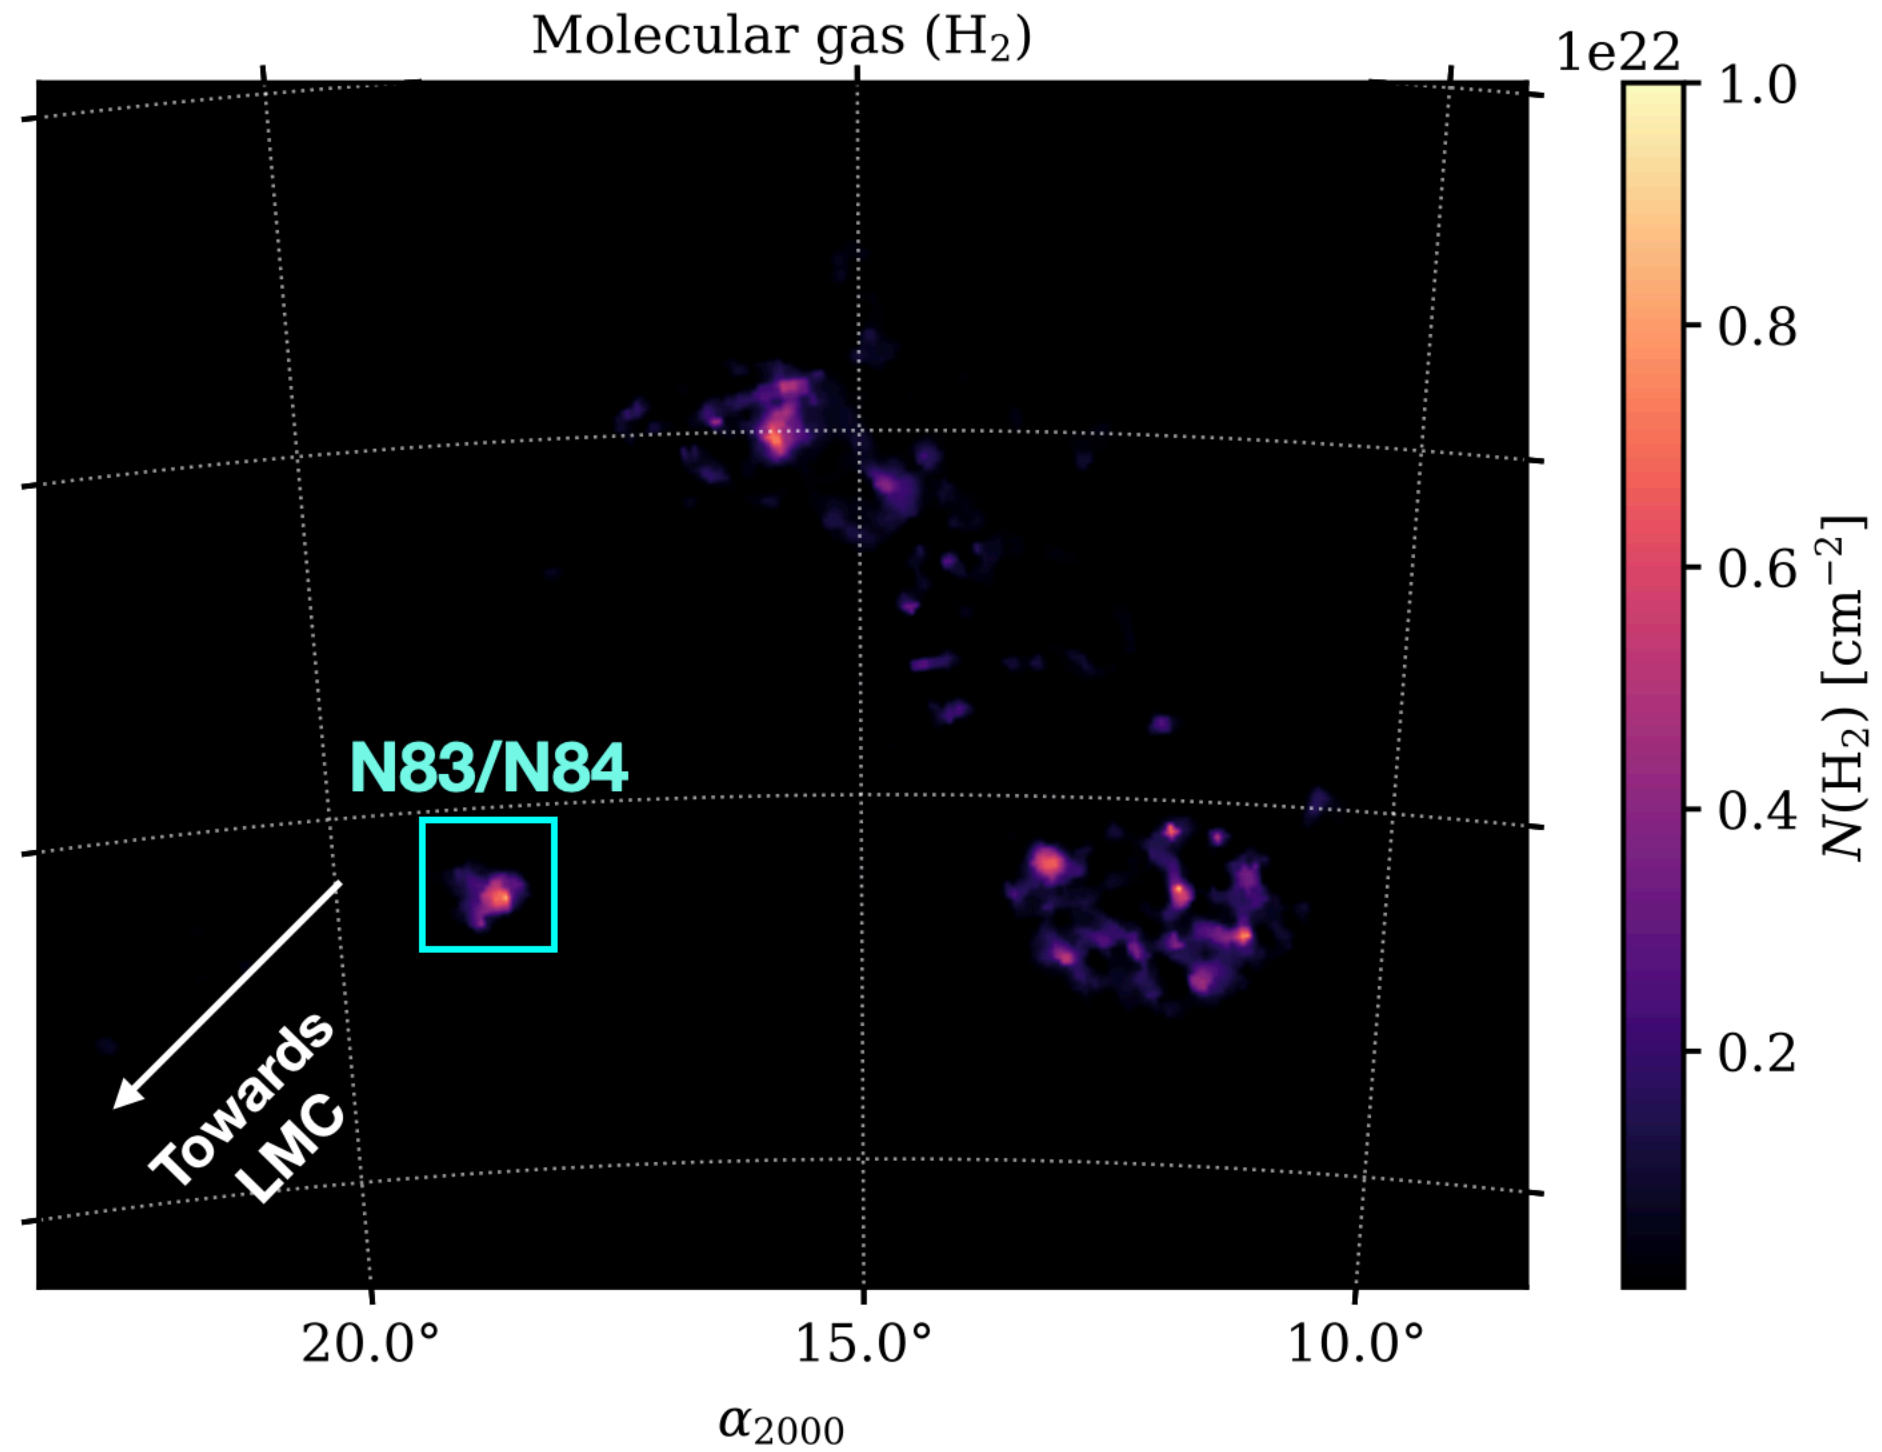 Molecular gas (H₂)
1e22
1.0
0.8
0.6
0.4
0.2
N(H₂) [cm⁻²]
N83/N84
Towards
LMC
20.0°
15.0°
10.0°
α₂₀₀₀